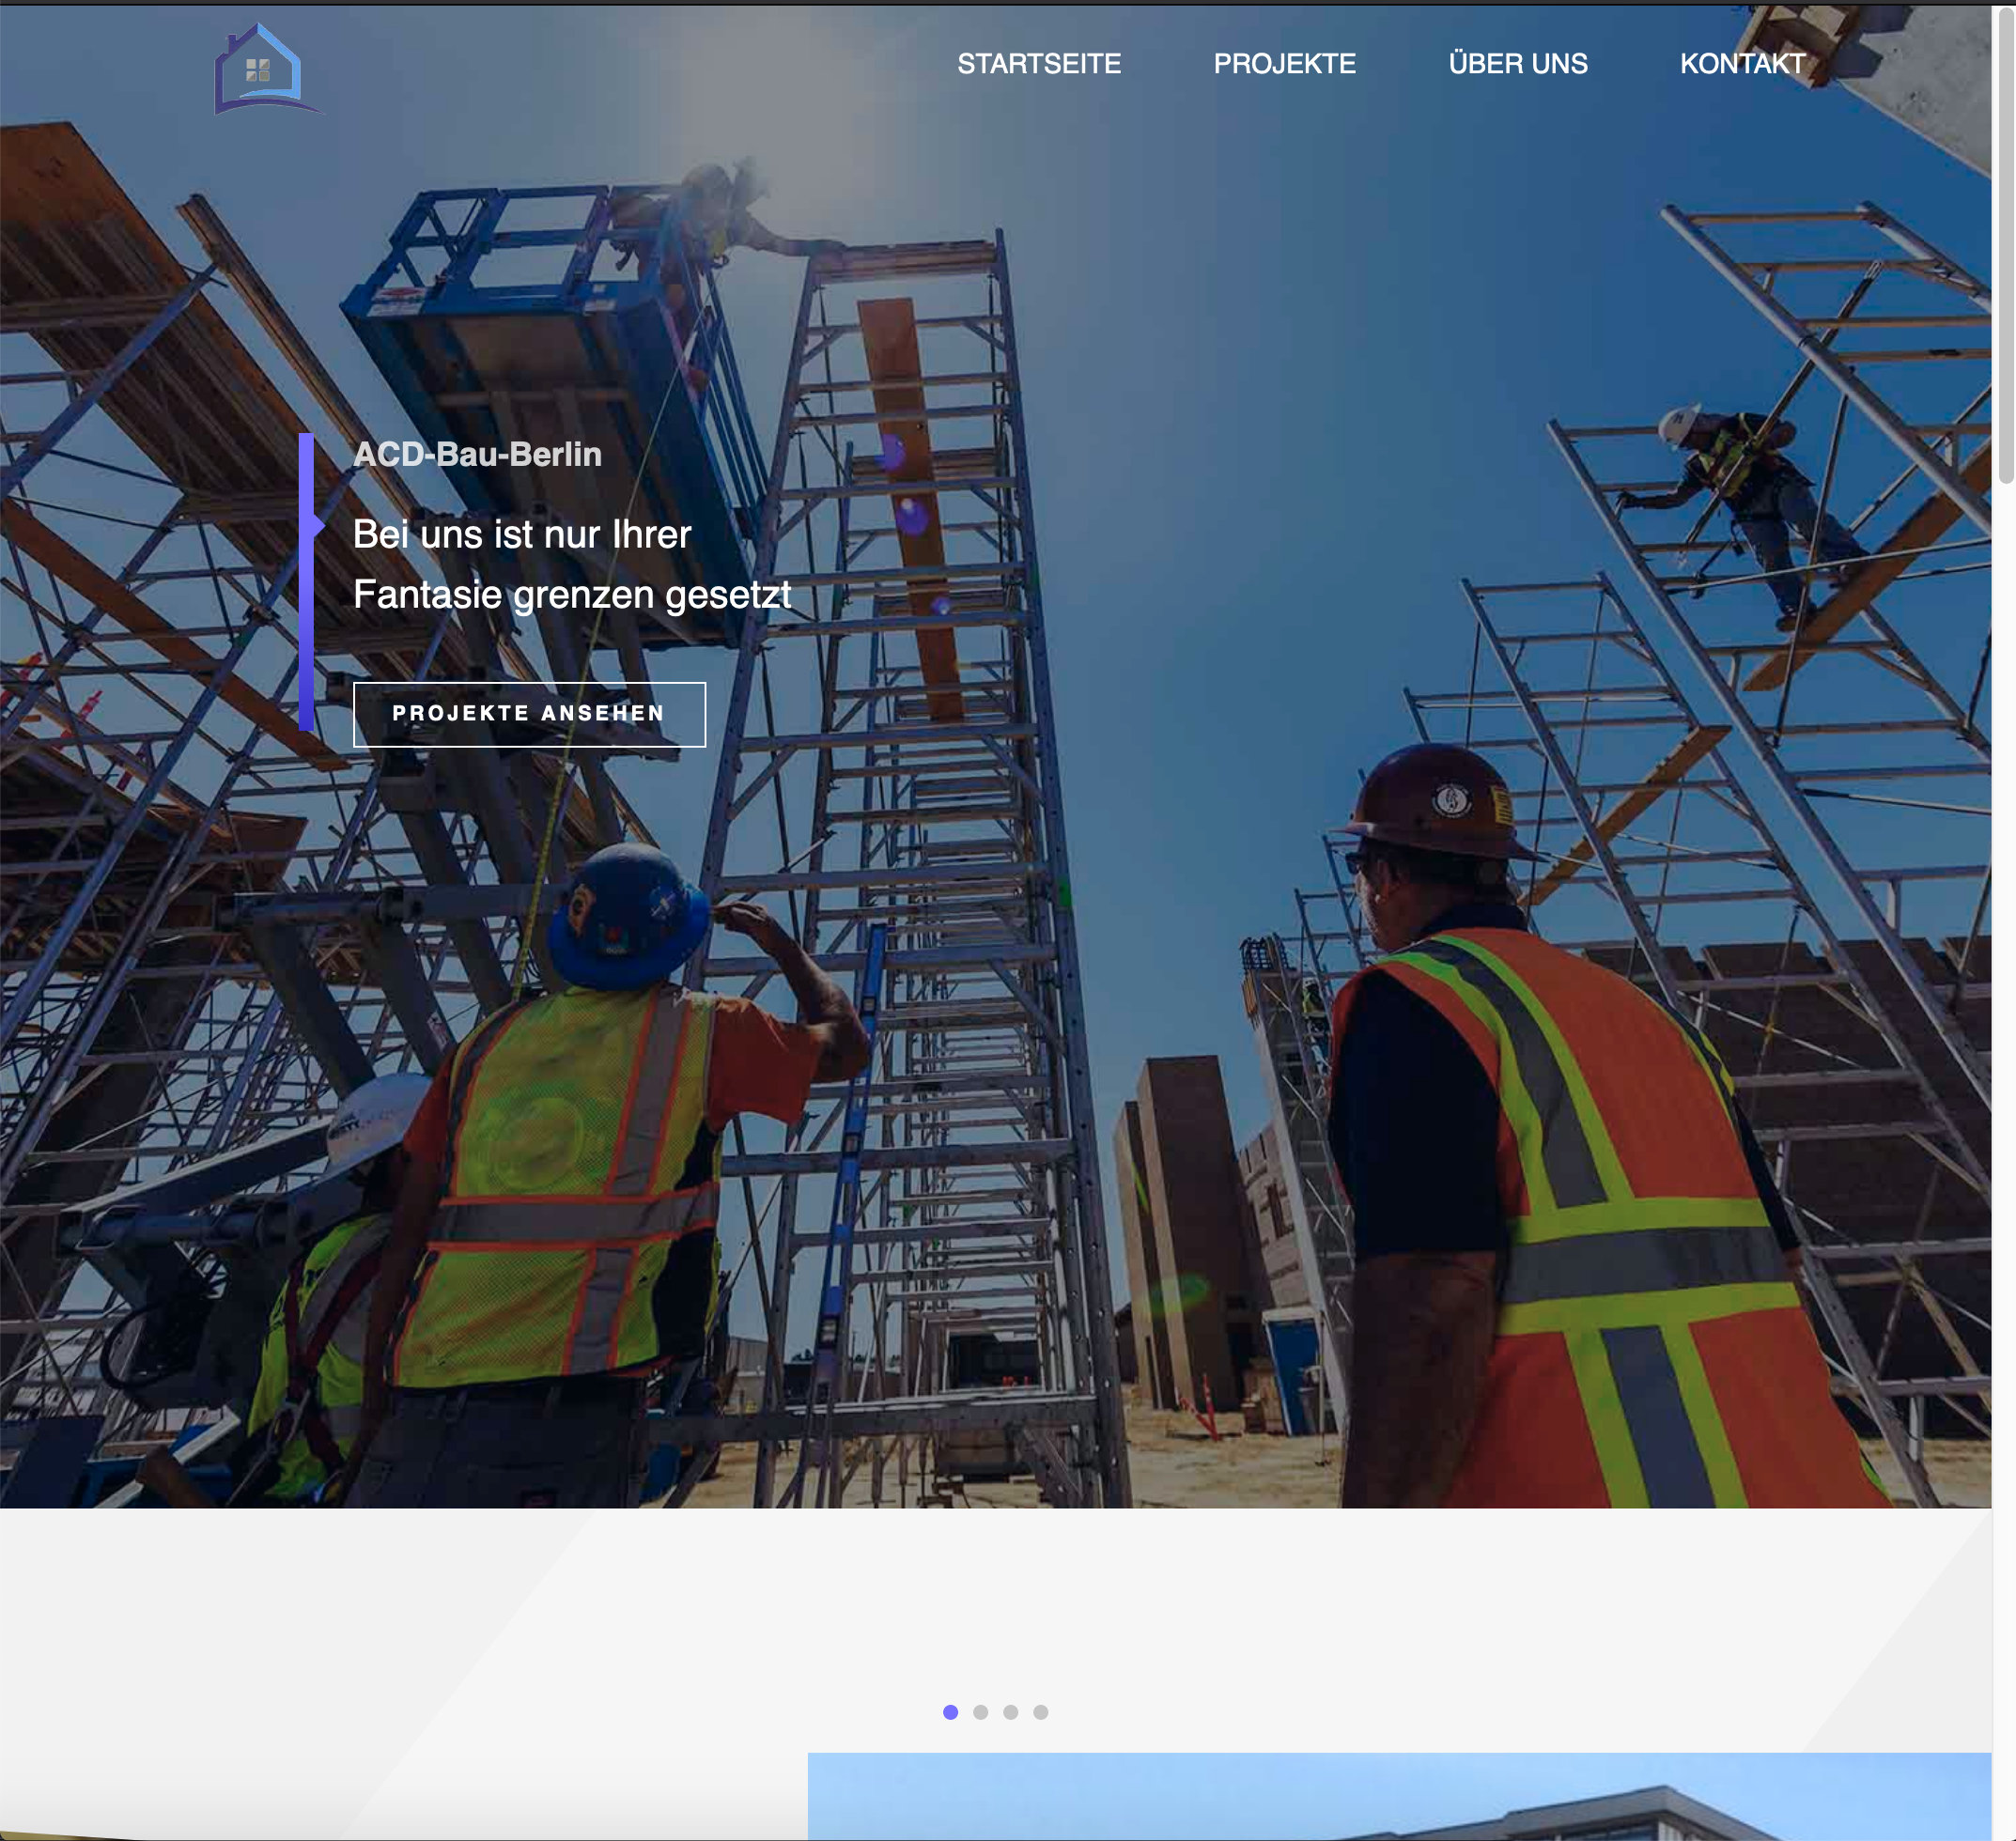 STARTSEITE PROJEKTE ÜBER UNS KONTAKT
ACD-Bau-Berlin
Bei uns ist nur Ihrer
Fantasie grenzen gesetzt
PROJEKTE ANSEHEN